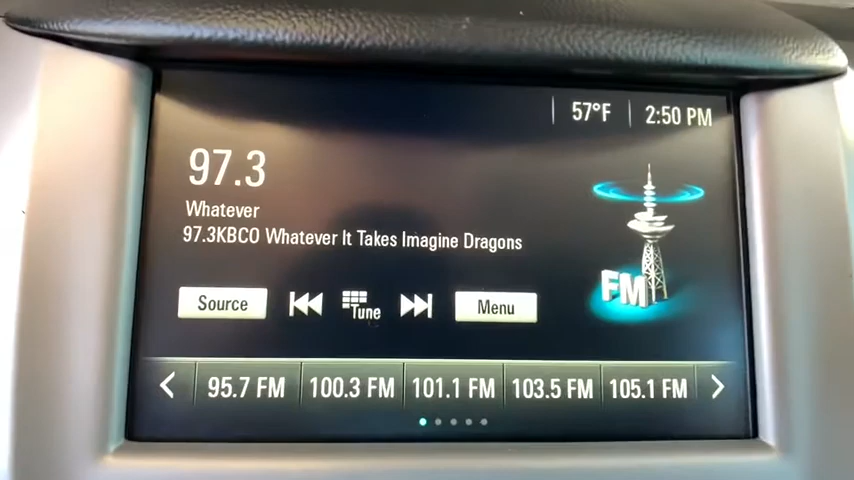 57°F 2:50 PM
97.3
Whatever
97.3KBCO Whatever It Takes Imagine Dragons
FM
Source Tune Menu
95.7 FM 100.3 FM 101.1 FM 103.5 FM 105.1 FM